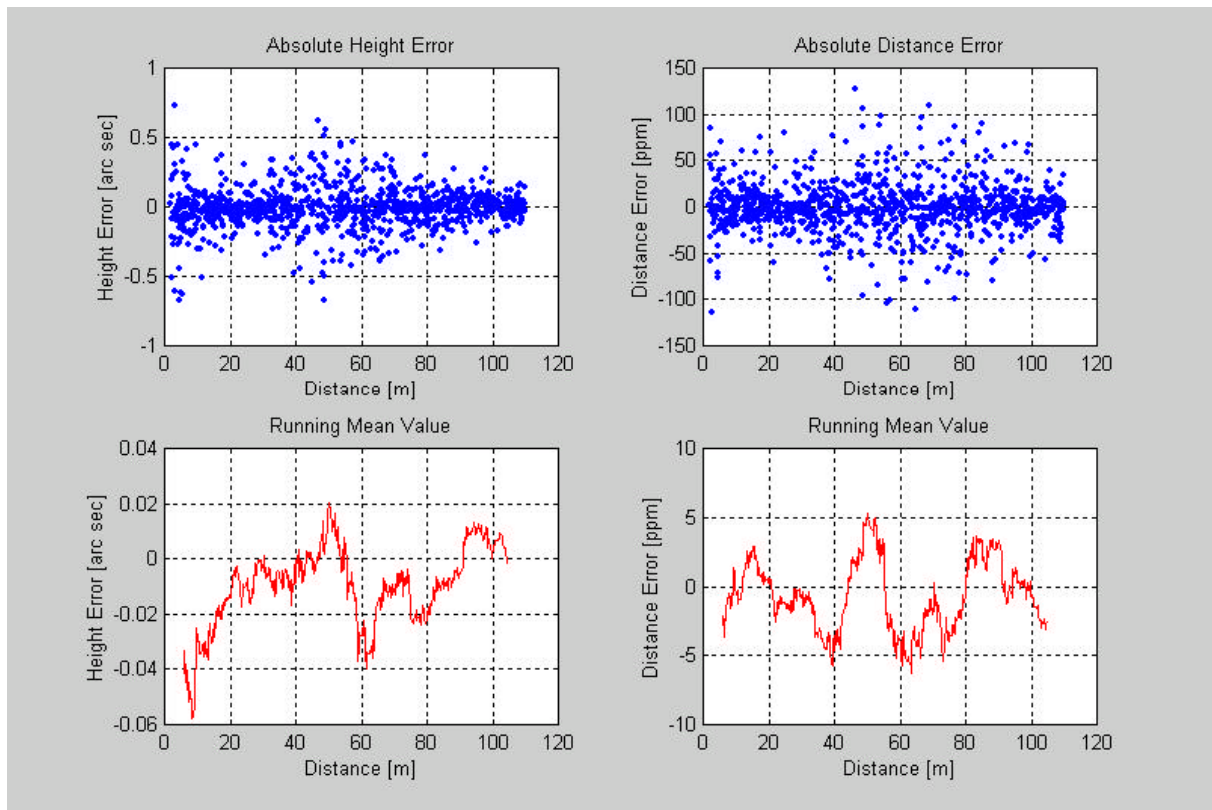 Absolute Height Error
1
0.5
0
-0.5
-1
Height Error [arc sec]
0 20 40 60 80 100 120
Distance [m]
Absolute Distance Error
150
100
50
0
-50
-100
-150
Distance Error [ppm]
0 20 40 60 80 100 120
Distance [m]
Running Mean Value
0.04
0.02
0
-0.02
-0.04
-0.06
Height Error [arc sec]
0 20 40 60 80 100 120
Distance [m]
Running Mean Value
10
5
0
-5
-10
Distance Error [ppm]
0 20 40 60 80 100 120
Distance [m]